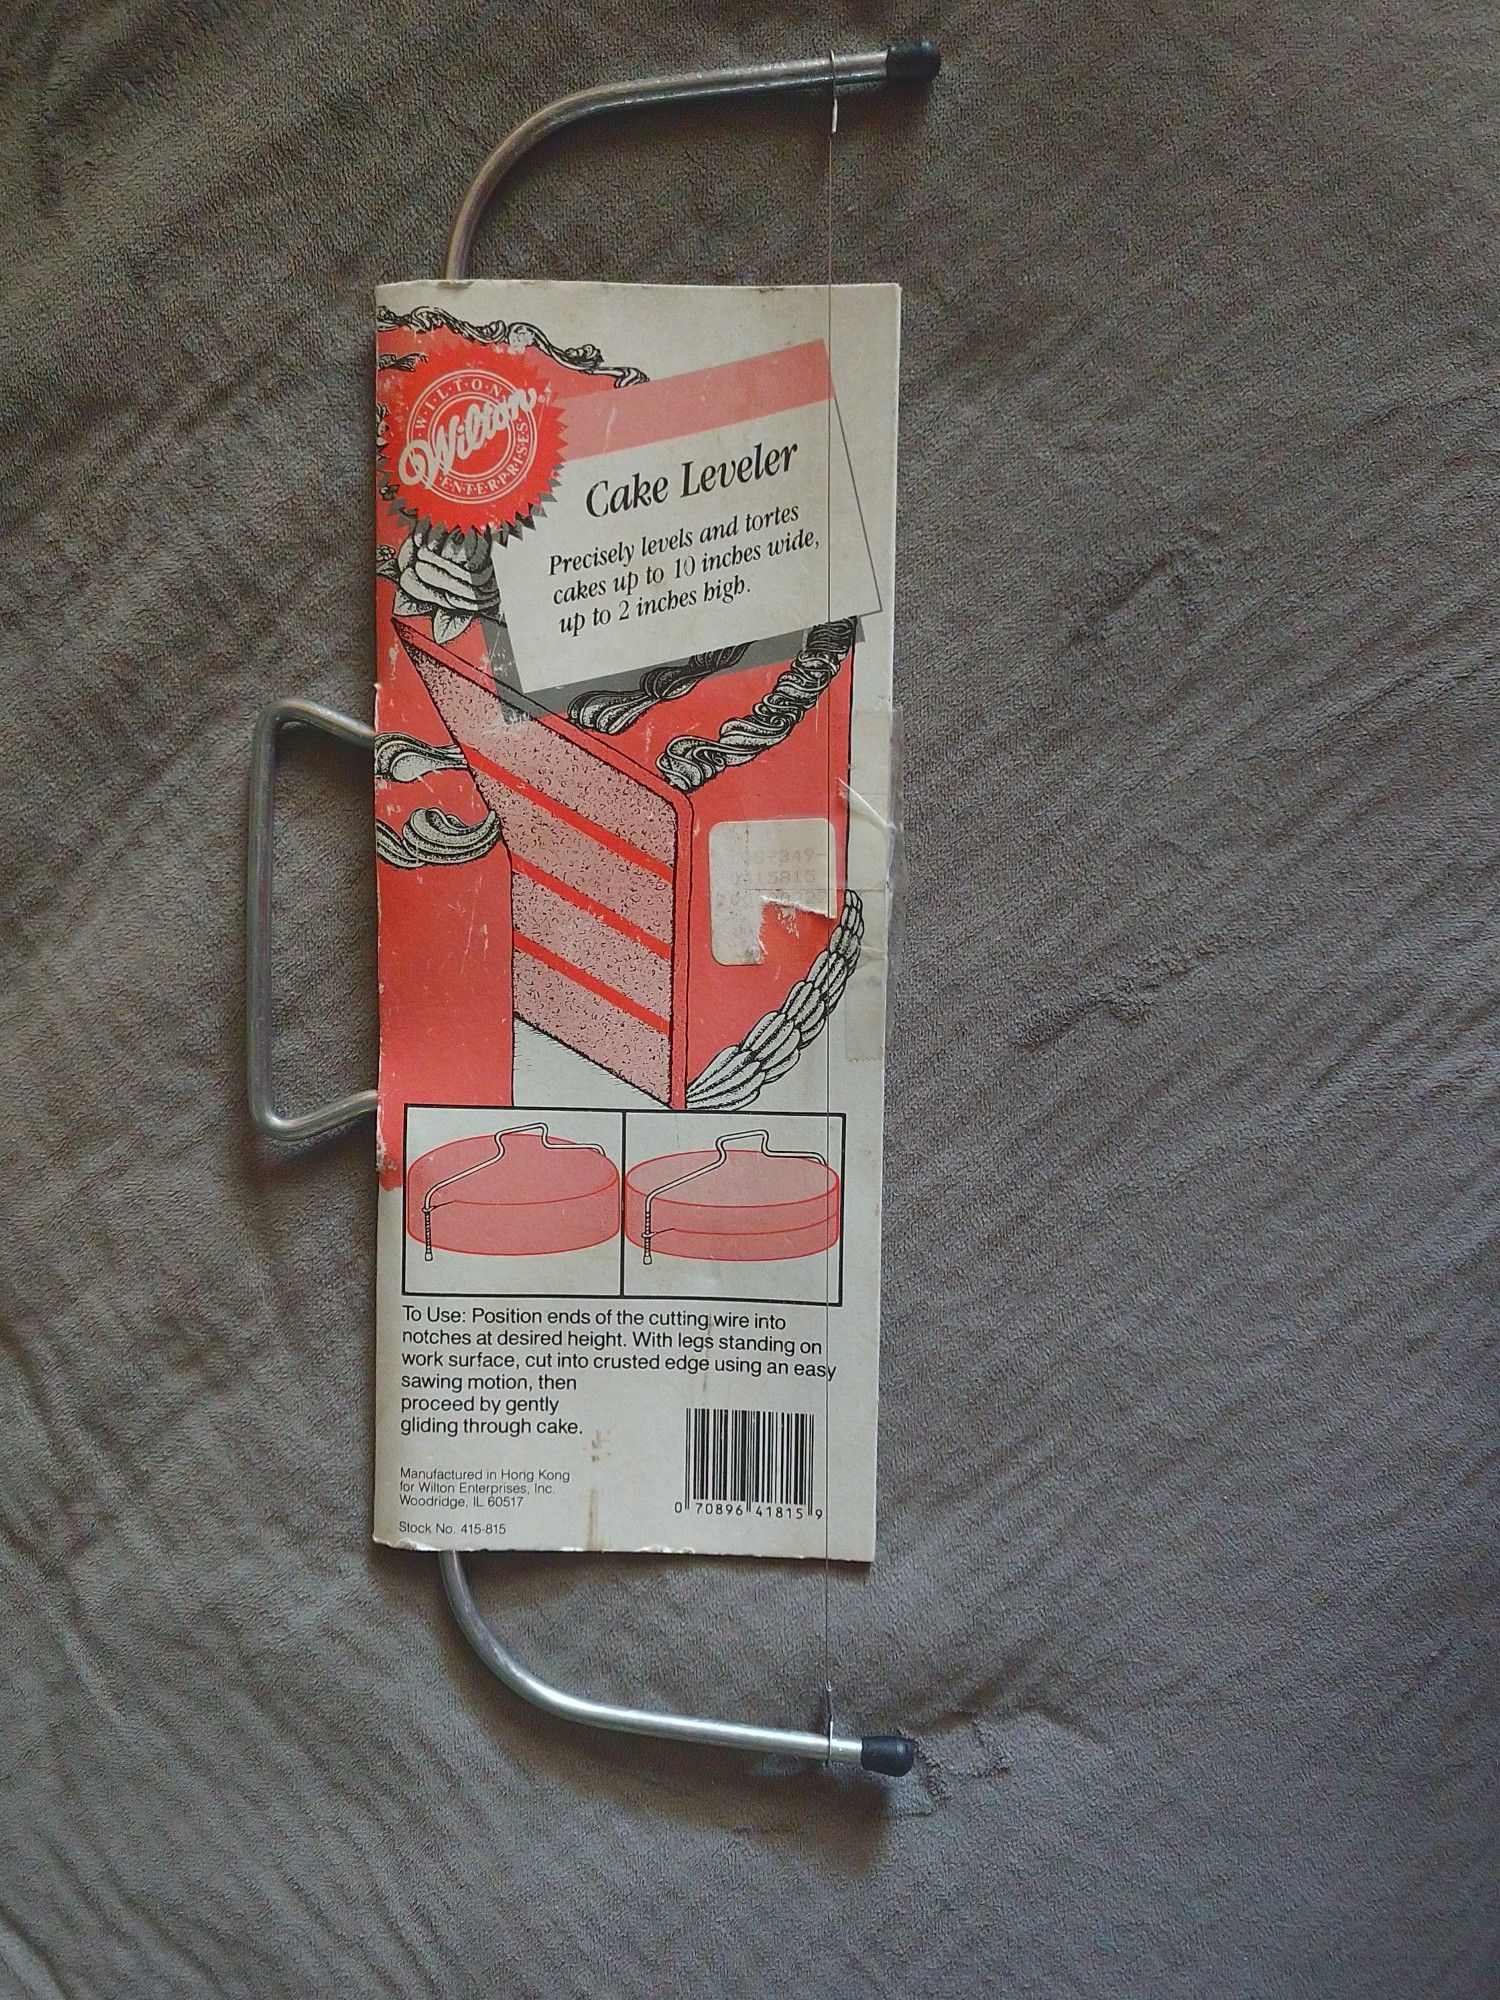 WILTON
Wilton®
ENTERPRISES
Cake Leveler
Precisely levels and tortes
cakes up to 10 inches wide,
up to 2 inches high.
To Use: Position ends of the cutting wire into
notches at desired height. With legs standing on
work surface, cut into crusted edge using an easy
sawing motion, then
proceed by gently
gliding through cake.
Manufactured in Hong Kong
for Wilton Enterprises, Inc.
Woodridge, IL 60517
Stock No. 415-815
0 70896 41815 9